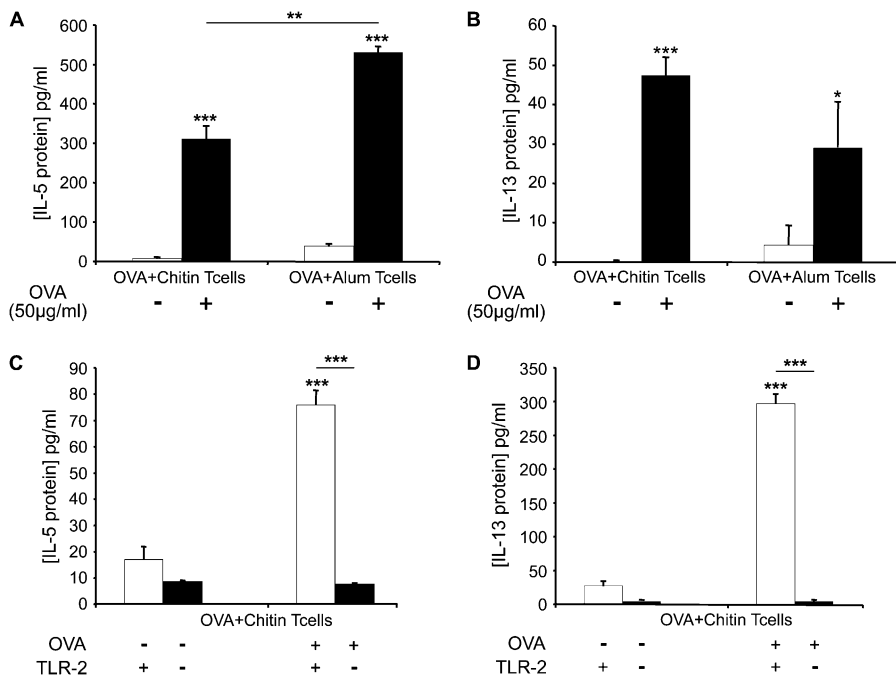 A
**
600
***
500
400
***
300
200
100
0
[IL-5 protein] pg/ml
OVA+Chitin Tcells OVA+Alum Tcells
OVA
(50µg/ml)
- + - +
B
60
***
50
40
*
30
20
10
0
[IL-13 protein] pg/ml
OVA+Chitin Tcells OVA+Alum Tcells
OVA
(50µg/ml)
- + - +
C
90
***
80
***
70
60
50
40
30
20
10
0
[IL-5 protein] pg/ml
OVA+Chitin Tcells
OVA - - + +
TLR-2 + - + -
D
350
***
300
***
250
200
150
100
50
0
[IL-13 protein] pg/ml
OVA+Chitin Tcells
OVA - - + +
TLR-2 + - + -